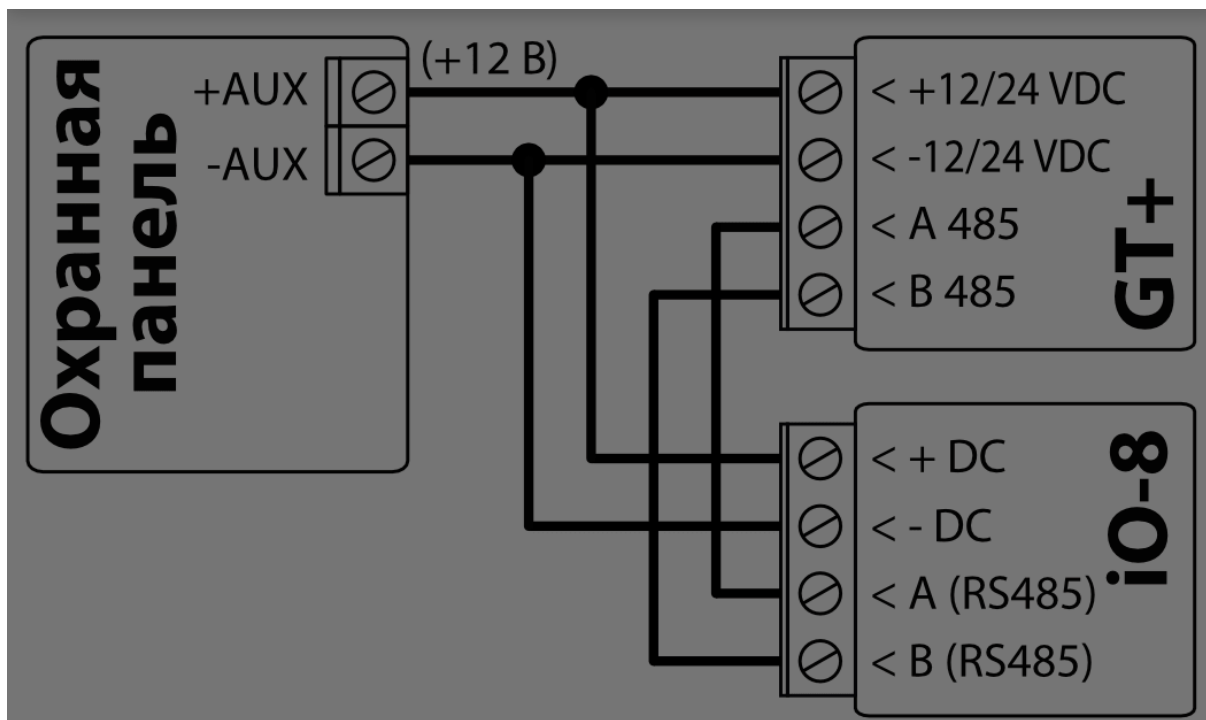 Охранная
панель
+AUX
-AUX
(+12 В)
< +12/24 VDC
< -12/24 VDC
< A 485
< B 485
GT+
< + DC
< - DC
< A (RS485)
< B (RS485)
iO-8